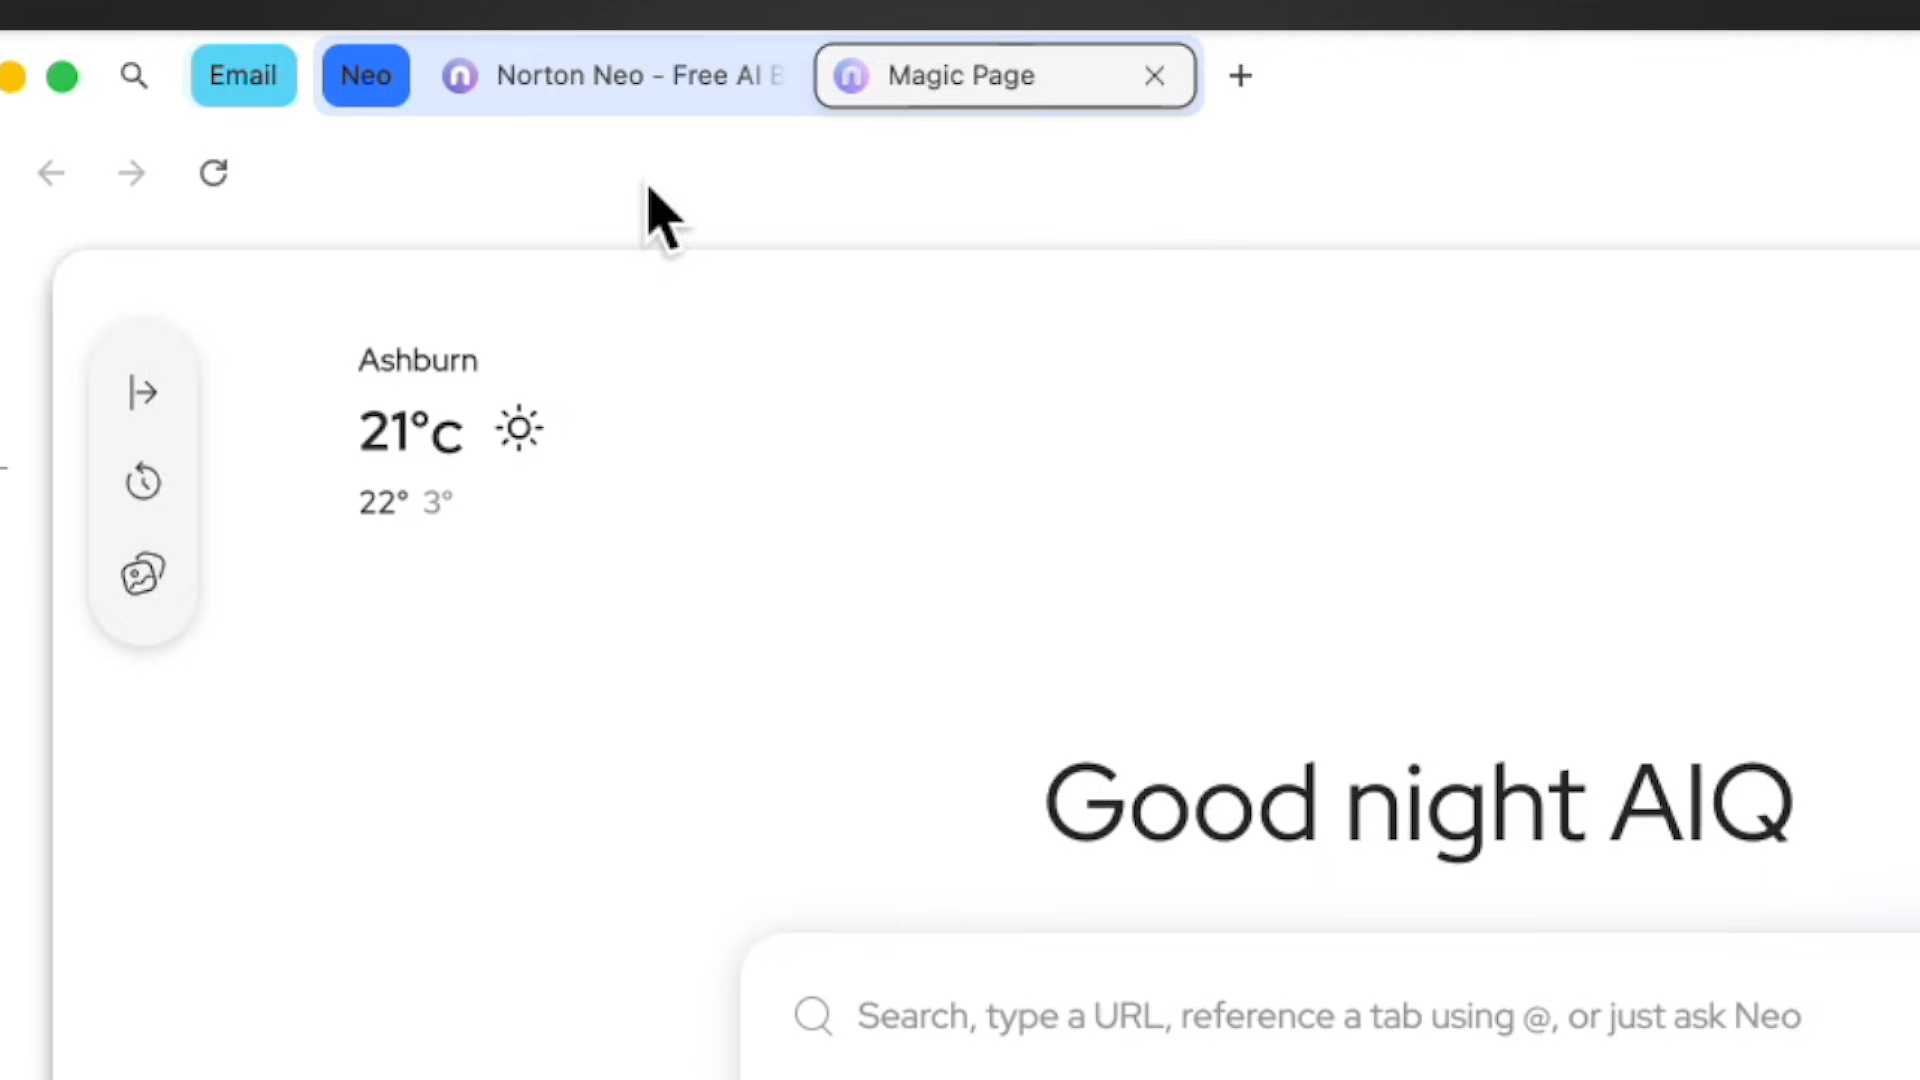 Email
Neo
Norton Neo - Free AI
Magic Page
Ashburn
21°c
22° 3°
Good night AIQ
Search, type a URL, reference a tab using @, or just ask Neo